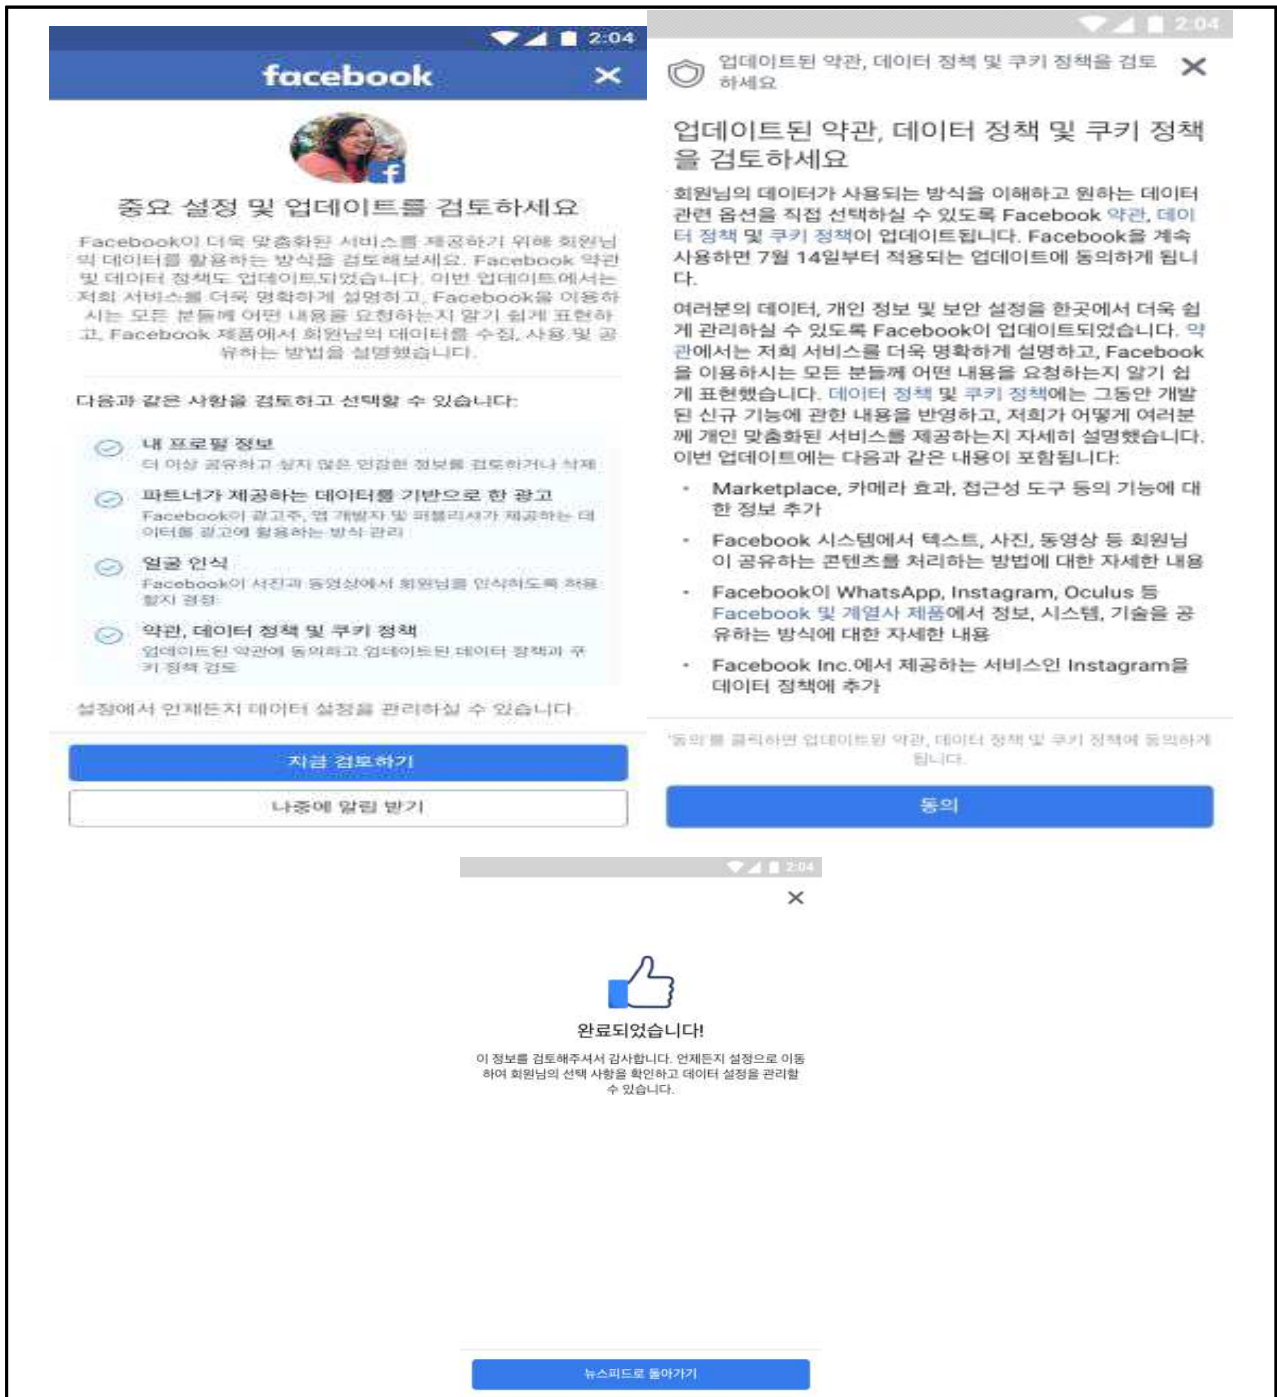 2:04
facebook
중요 설정 및 업데이트를 검토하세요
Facebook이 더욱 맞춤화된 서비스를 제공하기 위해 회원님
의 데이터를 활용하는 방식을 검토해보세요. Facebook 약관
및 데이터 정책도 업데이트되었습니다. 이번 업데이트에서는
저희 서비스를 더욱 명확하게 설명하고, Facebook을 이용하
시는 모든 분들께 어떤 내용을 요청하는지 알기 쉽게 표현하
고, Facebook 제품에서 회원님의 데이터를 수집, 사용 및 공
유하는 방법을 설명했습니다.
다음과 같은 사항을 검토하고 선택할 수 있습니다:
내 프로필 정보
더 이상 공유하고 싶지 않은 민감한 정보를 검토하거나 삭제
파트너가 제공하는 데이터를 기반으로 한 광고
Facebook이 광고주, 앱 개발자 및 퍼블리셔가 제공하는 데
이터를 광고에 활용하는 방식 관리
얼굴 인식
Facebook이 사진과 동영상에서 회원님을 인식하도록 허용
할지 결정
약관, 데이터 정책 및 쿠키 정책
업데이트된 약관에 동의하고 업데이트된 데이터 정책과 쿠
키 정책 검토
설정에서 언제든지 데이터 설정을 관리하실 수 있습니다.
지금 검토하기
나중에 알림 받기
2:04
업데이트된 약관, 데이터 정책 및 쿠키 정책을 검토
하세요
업데이트된 약관, 데이터 정책 및 쿠키 정책
을 검토하세요
회원님의 데이터가 사용되는 방식을 이해하고 원하는 데이터
관련 옵션을 직접 선택하실 수 있도록 Facebook 약관, 데이
터 정책 및 쿠키 정책이 업데이트됩니다. Facebook을 계속
사용하면 7월 14일부터 적용되는 업데이트에 동의하게 됩니
다.
여러분의 데이터, 개인 정보 및 보안 설정을 한곳에서 더욱 쉽
게 관리하실 수 있도록 Facebook이 업데이트되었습니다. 약
관에서는 저희 서비스를 더욱 명확하게 설명하고, Facebook
을 이용하시는 모든 분들께 어떤 내용을 요청하는지 알기 쉽
게 표현했습니다. 데이터 정책 및 쿠키 정책에는 그동안 개발
된 신규 기능에 관한 내용을 반영하고, 저희가 어떻게 여러분
께 개인 맞춤화된 서비스를 제공하는지 자세히 설명했습니다.
이번 업데이트에는 다음과 같은 내용이 포함됩니다:
• Marketplace, 카메라 효과, 접근성 도구 등의 기능에 대
한 정보 추가
• Facebook 시스템에서 텍스트, 사진, 동영상 등 회원님
이 공유하는 콘텐츠를 처리하는 방법에 대한 자세한 내용
• Facebook이 WhatsApp, Instagram, Oculus 등
Facebook 및 계열사 제품에서 정보, 시스템, 기술을 공
유하는 방식에 대한 자세한 내용
• Facebook Inc.에서 제공하는 서비스인 Instagram을
데이터 정책에 추가
'동의'를 클릭하면 업데이트된 약관, 데이터 정책 및 쿠키 정책에 동의하게
됩니다.
동의
2:04
완료되었습니다!
이 정보를 검토해주셔서 감사합니다. 언제든지 설정으로 이동
하여 회원님의 선택 사항을 확인하고 데이터 설정을 관리할
수 있습니다.
뉴스피드로 돌아가기